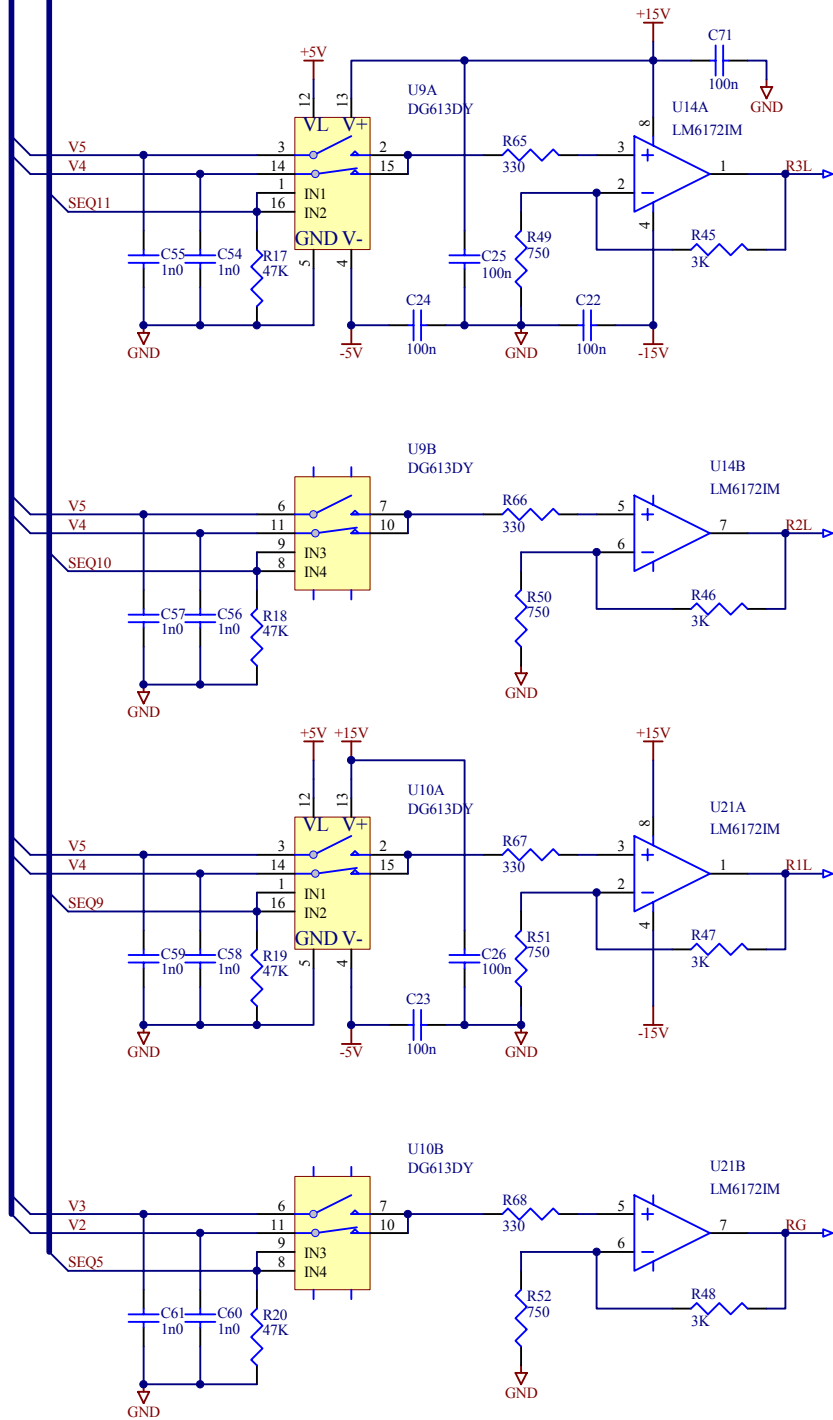 +15V
C71
100n
GND
+5V
U9A
DG613DY
U14A
LM6172IM
12
13
VL V+
8
V5
3
2
R65
330
3
1
R3L
V4
14
15
1
IN1
2
SEQ11
16
IN2
4
GND V-
R45
3K
5
4
C55
1n0
C54
1n0
R17
47K
C25
100n
R49
750
C24
100n
C22
100n
GND
-5V
GND
-15V
U9B
DG613DY
U14B
LM6172IM
V5
6
7
R66
330
5
7
R2L
V4
11
10
9
IN3
6
SEQ10
8
IN4
R46
3K
C57
1n0
C56
1n0
R18
47K
R50
750
GND
GND
+5V
+15V
+15V
U10A
DG613DY
U21A
LM6172IM
12
13
VL V+
8
V5
3
2
R67
330
3
1
R1L
V4
14
15
1
IN1
2
SEQ9
16
IN2
4
GND V-
R47
3K
5
4
C59
1n0
C58
1n0
R19
47K
C26
100n
R51
750
C23
100n
GND
-5V
GND
-15V
U10B
DG613DY
U21B
LM6172IM
V3
6
7
R68
330
5
7
RG
V2
11
10
9
IN3
6
SEQ5
8
IN4
R48
3K
C61
1n0
C60
1n0
R20
47K
R52
750
GND
GND